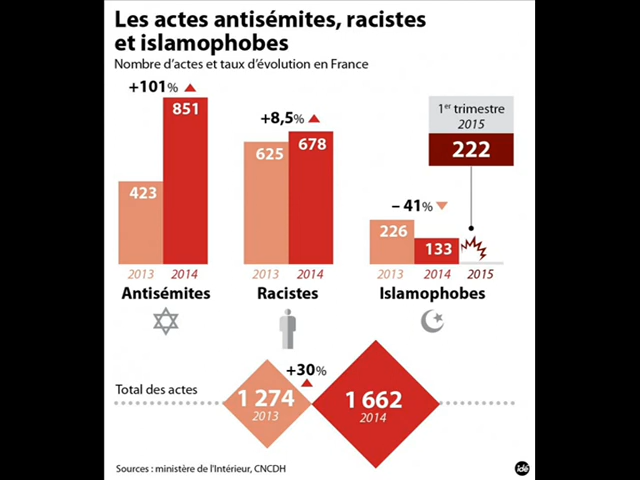 Les actes antisémites, racistes
et islamophobes
Nombre d'actes et taux d'évolution en France
+101%
851
423
2013 2014
Antisémites
+8,5%
625
678
2013 2014
Racistes
1er trimestre
2015
222
– 41%
226
133
2013 2014 2015
Islamophobes
Total des actes
+30%
1 274
2013
1 662
2014
Sources : ministère de l'Intérieur, CNCDH
idé